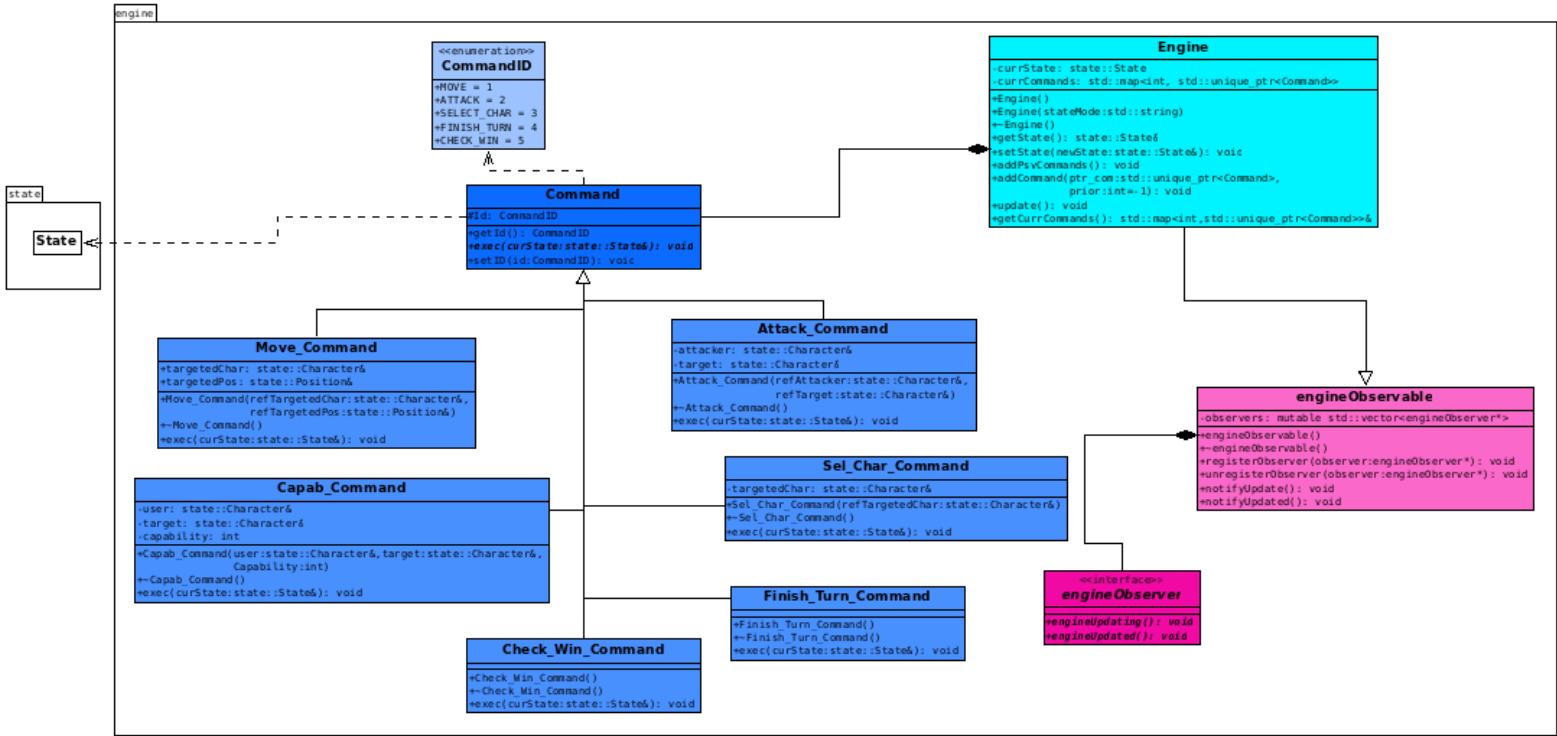 engine
<<enumeration>>
CommandID
+MOVE = 1
+ATTACK = 2
+SELECT_CHAR = 3
+FINISH_TURN = 4
+CHECK_WIN = 5
Engine
-currState: state::State
-currCommands: std::map<int, std::unique_ptr<Command>>
+Engine()
+Engine(stateMode:std::string)
+~Engine()
+getState(): state::State&
+setState(newState:state::State&): void
+addPsvCommands(): void
+addCommand(ptr_com:std::unique_ptr<Command>,
prior:int=-1): void
+update(): void
+getCurrCommands(): std::map<int,std::unique_ptr<Command>>&
state
State
Command
#Id: CommandID
+getId(): CommandID
+exec(curState:state::State&): void
+setID(id:CommandID): void
Move_Command
+targetedChar: state::Character&
+targetedPos: state::Position&
+Move_Command(refTargetedChar:state::Character&,
refTargetedPos:state::Position&)
+~Move_Command()
+exec(curState:state::State&): void
Attack_Command
-attacker: state::Character&
-target: state::Character&
+Attack_Command(refAttacker:state::Character&,
refTarget:state::Character&)
+~Attack_Command()
+exec(curState:state::State&): void
engineObservable
-observers: mutable std::vector<engineObserver*>
+engineObservable()
+~engineObservable()
+registerObserver(observer:engineObserver*): void
+unregisterObserver(observer:engineObserver*): void
+notifyUpdate(): void
+notifyUpdated(): void
Capab_Command
-user: state::Character&
-target: state::Character&
-capability: int
+Capab_Command(user:state::Character&,target:state::Character&,
Capability:int)
+~Capab_Command()
+exec(curState:state::State&): void
Sel_Char_Command
-targetedChar: state::Character&
+Sel_Char_Command(refTargetedChar:state::Character&)
+~Sel_Char_Command()
+exec(curState:state::State&): void
<<interface>>
engineObserver
+engineUpdating(): void
+engineUpdated(): void
Finish_Turn_Command
+Finish_Turn_Command()
+~Finish_Turn_Command()
+exec(curState:state::State&): void
Check_Win_Command
+Check_Win_Command()
+~Check_Win_Command()
+exec(curState:state::State&): void